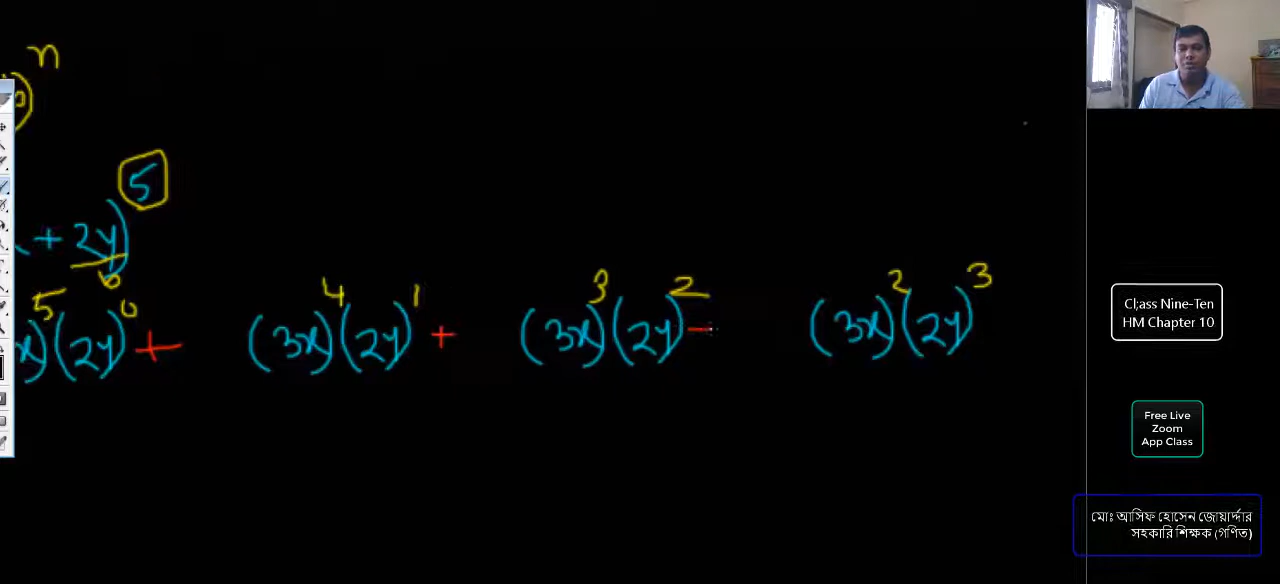 n
+ 2y)^5
b
x)^5 (2y)^0 + (3x)^4 (2y)^1 + (3x)^3 (2y)^2 - (3x)^2 (2y)^3
Cl;ass Nine-Ten
HM Chapter 10
Free Live
Zoom
App Class
মোঃ আসিফ হোসেন জোয়ার্দ্দার
সহকারি শিক্ষক (গণিত)